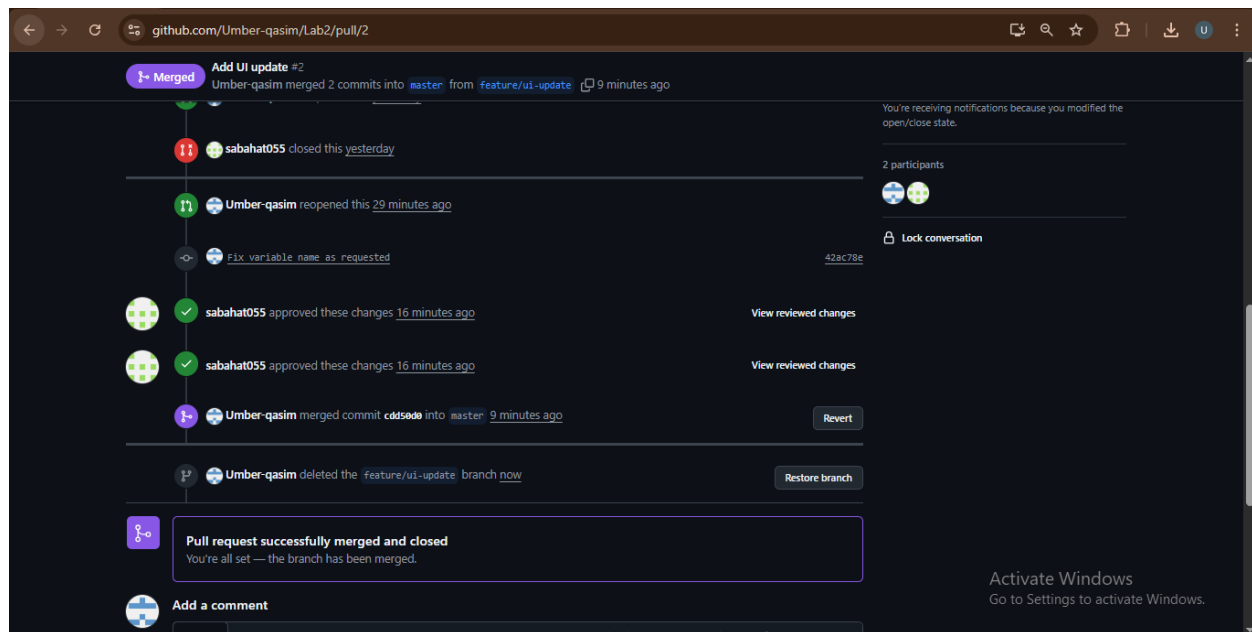 github.com/Umber-qasim/Lab2/pull/2
U
Merged
Add UI update #2
Umber-qasim merged 2 commits into master from feature/ui-update 9 minutes ago
You're receiving notifications because you modified the
open/close state.
sabahat055 closed this yesterday
2 participants
Umber-qasim reopened this 29 minutes ago
Lock conversation
Fix variable name as requested 42ac78e
sabahat055 approved these changes 16 minutes ago View reviewed changes
sabahat055 approved these changes 16 minutes ago View reviewed changes
Umber-qasim merged commit cdd50d0 into master 9 minutes ago Revert
Umber-qasim deleted the feature/ui-update branch now Restore branch
Pull request successfully merged and closed
You're all set — the branch has been merged.
Activate Windows
Go to Settings to activate Windows.
Add a comment